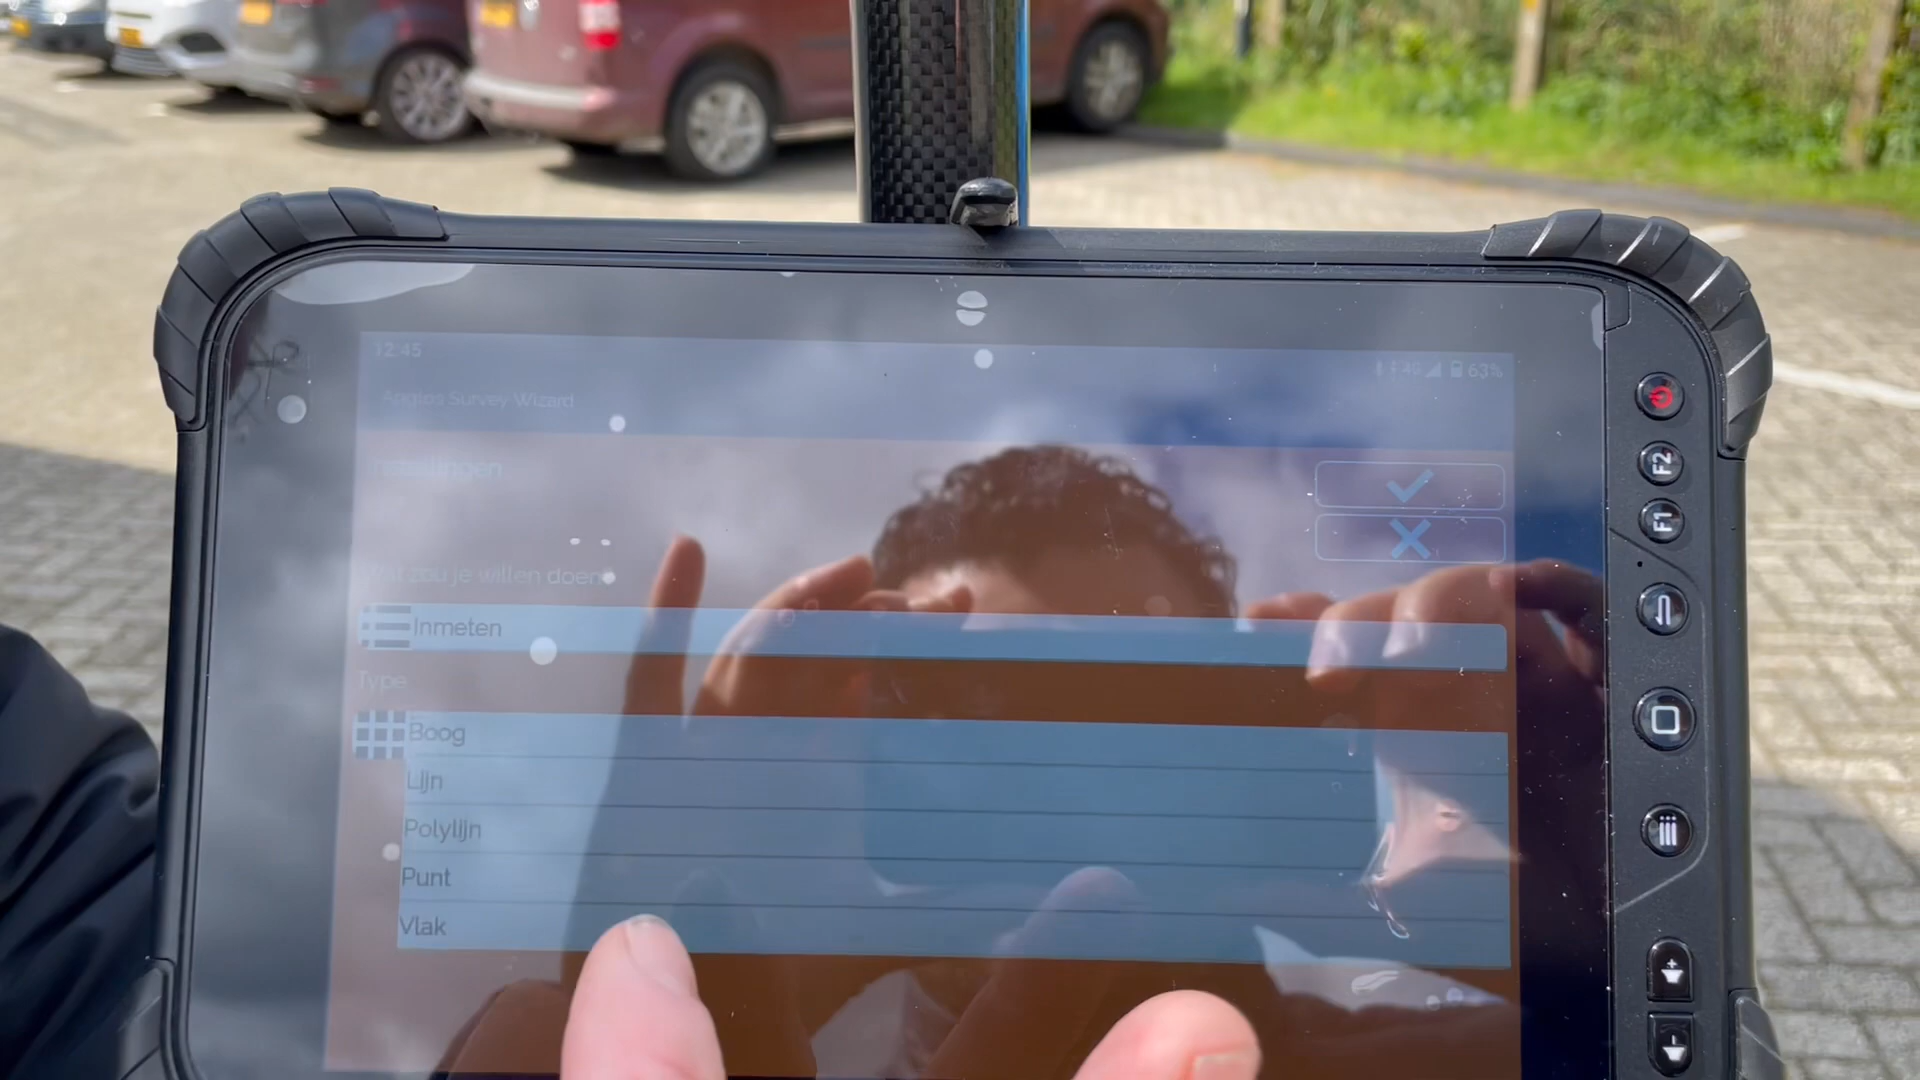 12:45
4G 63%
Anglos Survey Wizard
Instellingen
Wat zou je willen doen?
Inmeten
Type
Boog
Lijn
Polylijn
Punt
Vlak
F2
F1